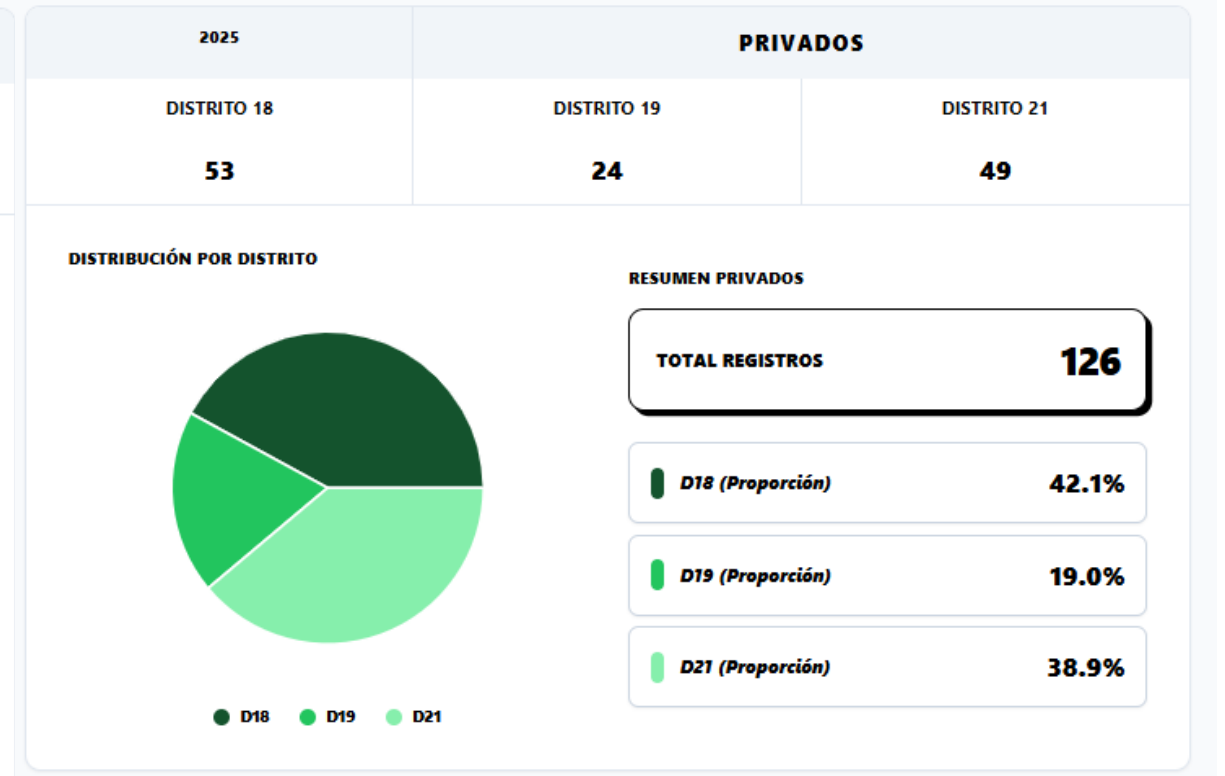 2025
PRIVADOS
DISTRITO 18
DISTRITO 19
DISTRITO 21
53
24
49
DISTRIBUCIÓN POR DISTRITO
RESUMEN PRIVADOS
TOTAL REGISTROS
126
D18 (Proporción)
42.1%
D19 (Proporción)
19.0%
D21 (Proporción)
38.9%
D18
D19
D21